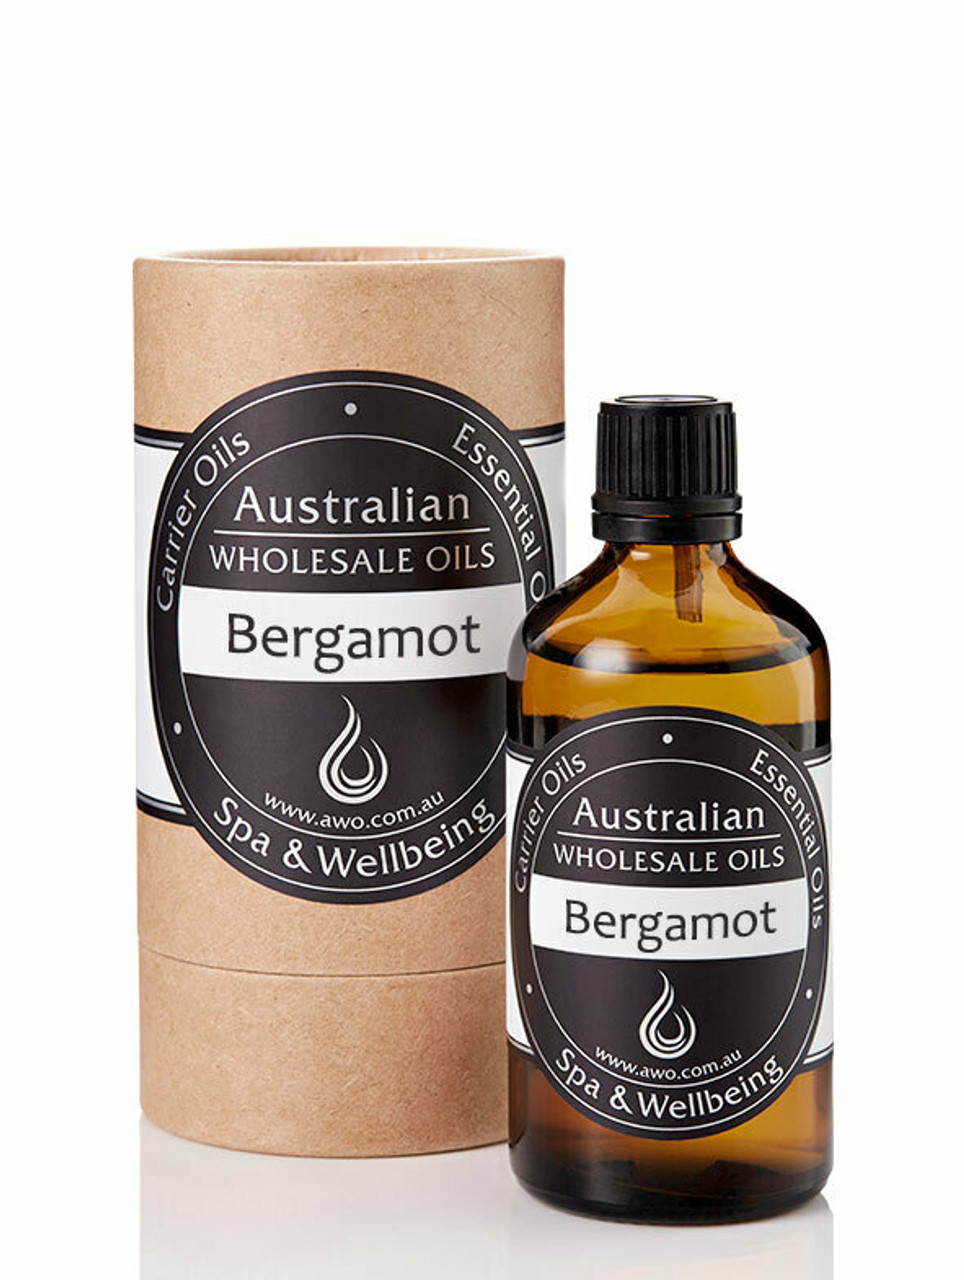 Carrier Oils
Essential
Australian
WHOLESALE OILS
Bergamot
www.awo.com.au
Spa & Wellbeing
Carrier Oils
Essential Oils
Australian
WHOLESALE OILS
Bergamot
www.awo.com.au
Spa & Wellbeing